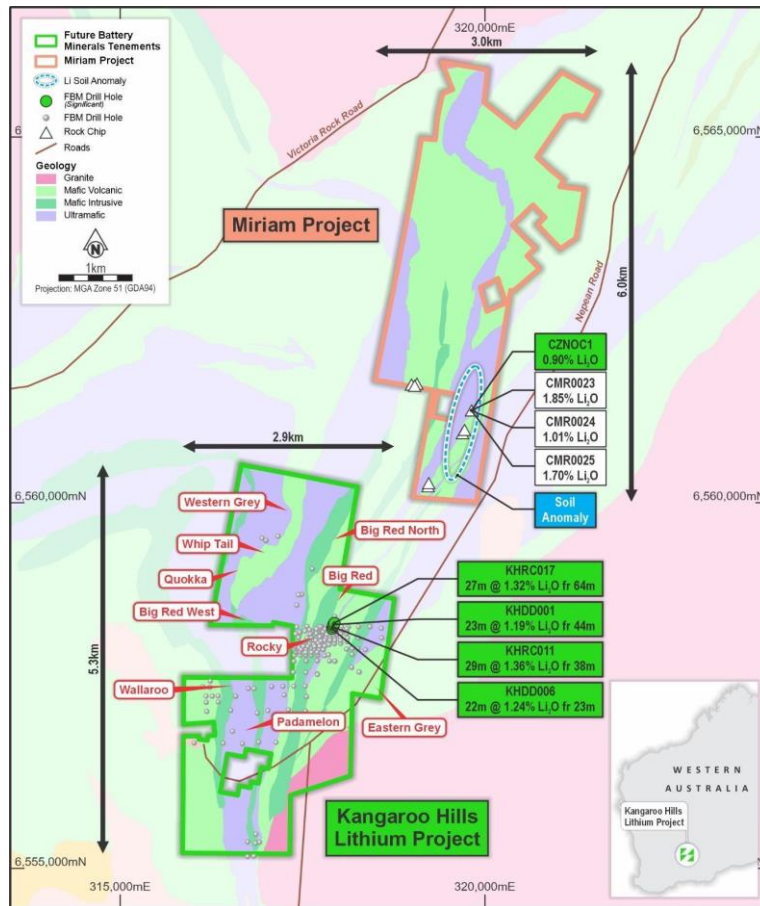 Future Battery
Minerals Tenements
Miriam Project
Li Soil Anomaly
FBM Drill Hole
(Significant)
FBM Drill Hole
Rock Chip
Roads
Geology
Granite
Mafic Volcanic
Mafic Intrusive
Ultramafic
N
1km
Projection: MGA Zone 51 (GDA94)
320,000mE
3.0km
Victoria Rock Road
6,565,000mN
Miriam Project
Nepean Road
6.0km
CZNOC1
0.90% Li₂O
CMR0023
1.85% Li₂O
CMR0024
1.01% Li₂O
CMR0025
1.70% Li₂O
Soil
Anomaly
2.9km
6,560,000mN
6,560,000mN
Western Grey
Big Red North
Whip Tail
Quokka
Big Red
Big Red West
Rocky
KHRC017
27m @ 1.32% Li₂O fr 64m
KHDD001
23m @ 1.19% Li₂O fr 44m
KHRC011
29m @ 1.36% Li₂O fr 38m
KHDD006
22m @ 1.24% Li₂O fr 23m
5.3km
Wallaroo
Padamelon
Eastern Grey
Kangaroo Hills
Lithium Project
WESTERN
AUSTRALIA
Kangaroo Hills
Lithium Project
6,555,000mN
315,000mE
320,000mE